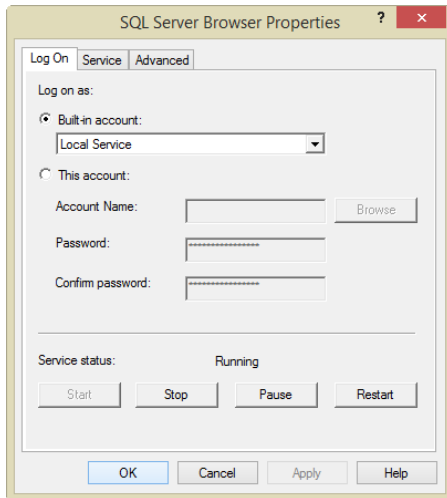 SQL Server Browser Properties ? ×
Log On Service Advanced
Log on as:
Built-in account:
Local Service
This account:
Account Name: Browse
Password: ****************
Confirm password: ****************
Service status: Running
Start Stop Pause Restart
OK Cancel Apply Help